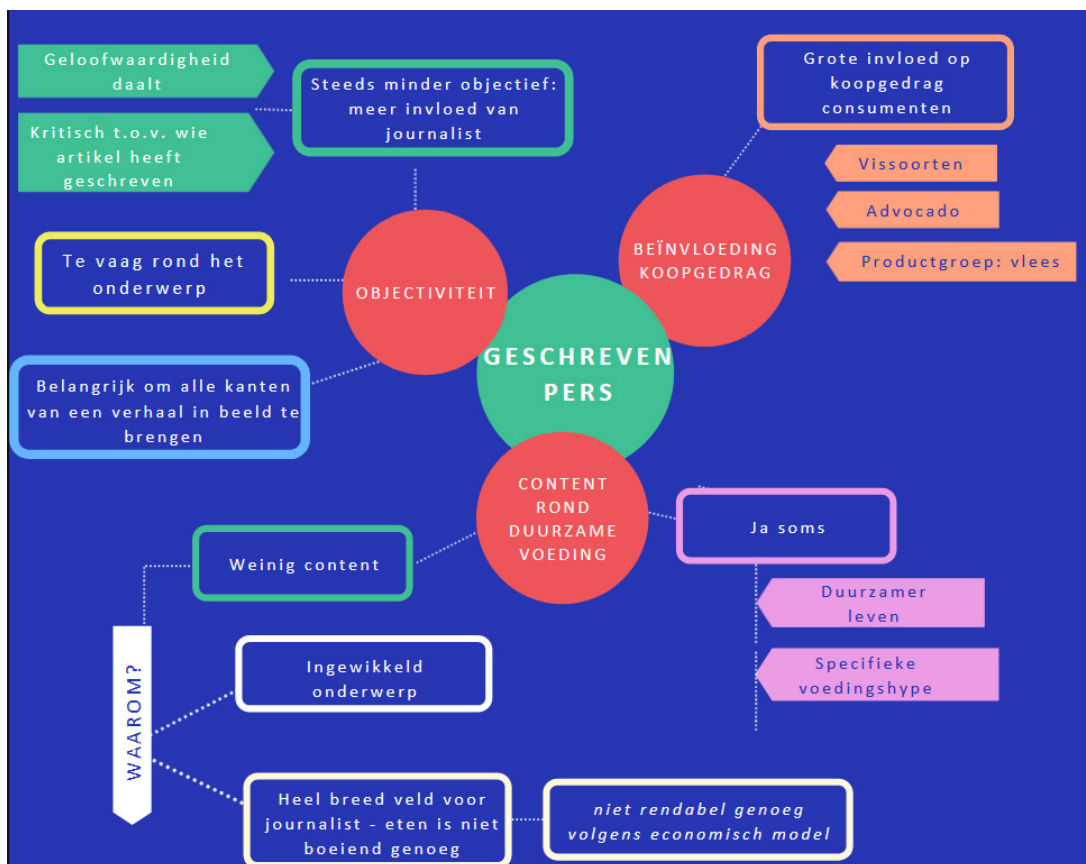 Geloofwaardigheid
daalt
Kritisch t.o.v. wie
artikel heeft
geschreven
Steeds minder objectief:
meer invloed van
journalist
Te vaag rond het
onderwerp
Belangrijk om alle kanten
van een verhaal in beeld te
brengen
OBJECTIVITEIT
Grote invloed op
koopgedrag
consumenten
Vissoorten
Advocado
Productgroep: vlees
BEÏNVLOEDING
KOOPGEDRAG
GESCHREVEN
PERS
CONTENT
ROND
DUURZAME
VOEDING
Ja soms
Duurzamer
leven
Specifieke
voedingshype
Weinig content
WAAROM?
Ingewikkeld
onderwerp
Heel breed veld voor
journalist - eten is niet
boeiend genoeg
niet rendabel genoeg
volgens economisch model